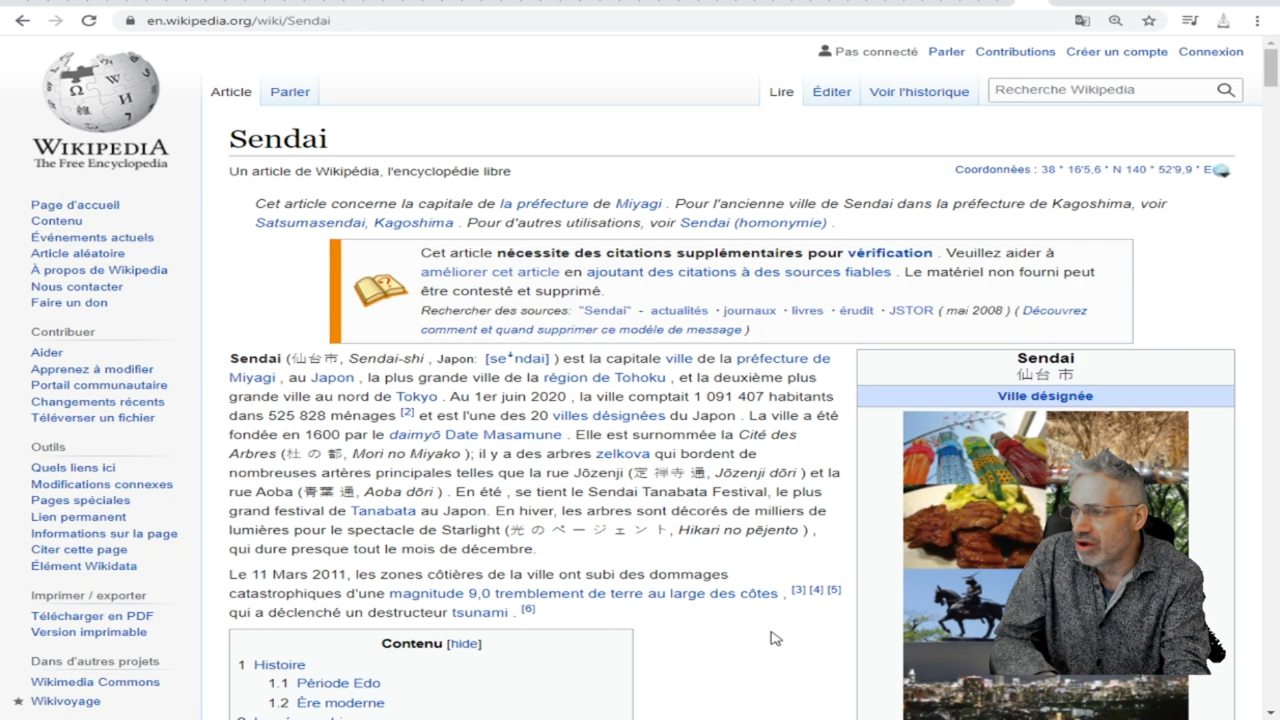 en.wikipedia.org/wiki/Sendai
Pas connecté Parler Contributions Créer un compte Connexion
Article Parler Lire Éditer Voir l'historique Recherche Wikipedia
WIKIPEDIA
The Free Encyclopedia
Page d'accueil
Contenu
Événements actuels
Article aléatoire
À propos de Wikipedia
Nous contacter
Faire un don
Contribuer
Aider
Apprenez à modifier
Portail communautaire
Changements récents
Téléverser un fichier
Outils
Quels liens ici
Modifications connexes
Pages spéciales
Lien permanent
Informations sur la page
Citer cette page
Élément Wikidata
Imprimer / exporter
Télécharger en PDF
Version imprimable
Dans d'autres projets
Wikimedia Commons
Wikivoyage
Sendai
Un article de Wikipédia, l'encyclopédie libre
Coordonnées : 38 ° 16'5,6 " N 140 ° 52'9,9 " E
Cet article concerne la capitale de la préfecture de Miyagi . Pour l'ancienne ville de Sendai dans la préfecture de Kagoshima, voir
Satsumasendai, Kagoshima . Pour d'autres utilisations, voir Sendai (homonymie) .
Cet article nécessite des citations supplémentaires pour vérification . Veuillez aider à
améliorer cet article en ajoutant des citations à des sources fiables . Le matériel non fourni peut
être contesté et supprimé.
Rechercher des sources: "Sendai" - actualités · journaux · livres · érudit · JSTOR ( mai 2008 ) ( Découvrez
comment et quand supprimer ce modèle de message )
Sendai (仙台市, Sendai-shi , Japon: [seꜜndai] ) est la capitale ville de la préfecture de
Miyagi , au Japon , la plus grande ville de la région de Tohoku , et la deuxième plus
grande ville au nord de Tokyo . Au 1er juin 2020 , la ville comptait 1 091 407 habitants
dans 525 828 ménages [2] et est l'une des 20 villes désignées du Japon . La ville a été
fondée en 1600 par le daimyō Date Masamune . Elle est surnommée la Cité des
Arbres (杜 の 都, Mori no Miyako ); il y a des arbres zelkova qui bordent de
nombreuses artères principales telles que la rue Jōzenji (定 禅寺 通, Jōzenji dōri ) et la
rue Aoba (青葉 通, Aoba dōri ) . En été , se tient le Sendai Tanabata Festival, le plus
grand festival de Tanabata au Japon. En hiver, les arbres sont décorés de milliers de
lumières pour le spectacle de Starlight (光 の ペ ー ジ ェ ン ト, Hikari no pējento ) ,
qui dure presque tout le mois de décembre.
Le 11 Mars 2011, les zones côtières de la ville ont subi des dommages
catastrophiques d'une magnitude 9,0 tremblement de terre au large des côtes , [3] [4] [5]
qui a déclenché un destructeur tsunami . [6]
Contenu [hide]
1 Histoire
1.1 Période Edo
1.2 Ère moderne
Sendai
仙台 市
Ville désignée